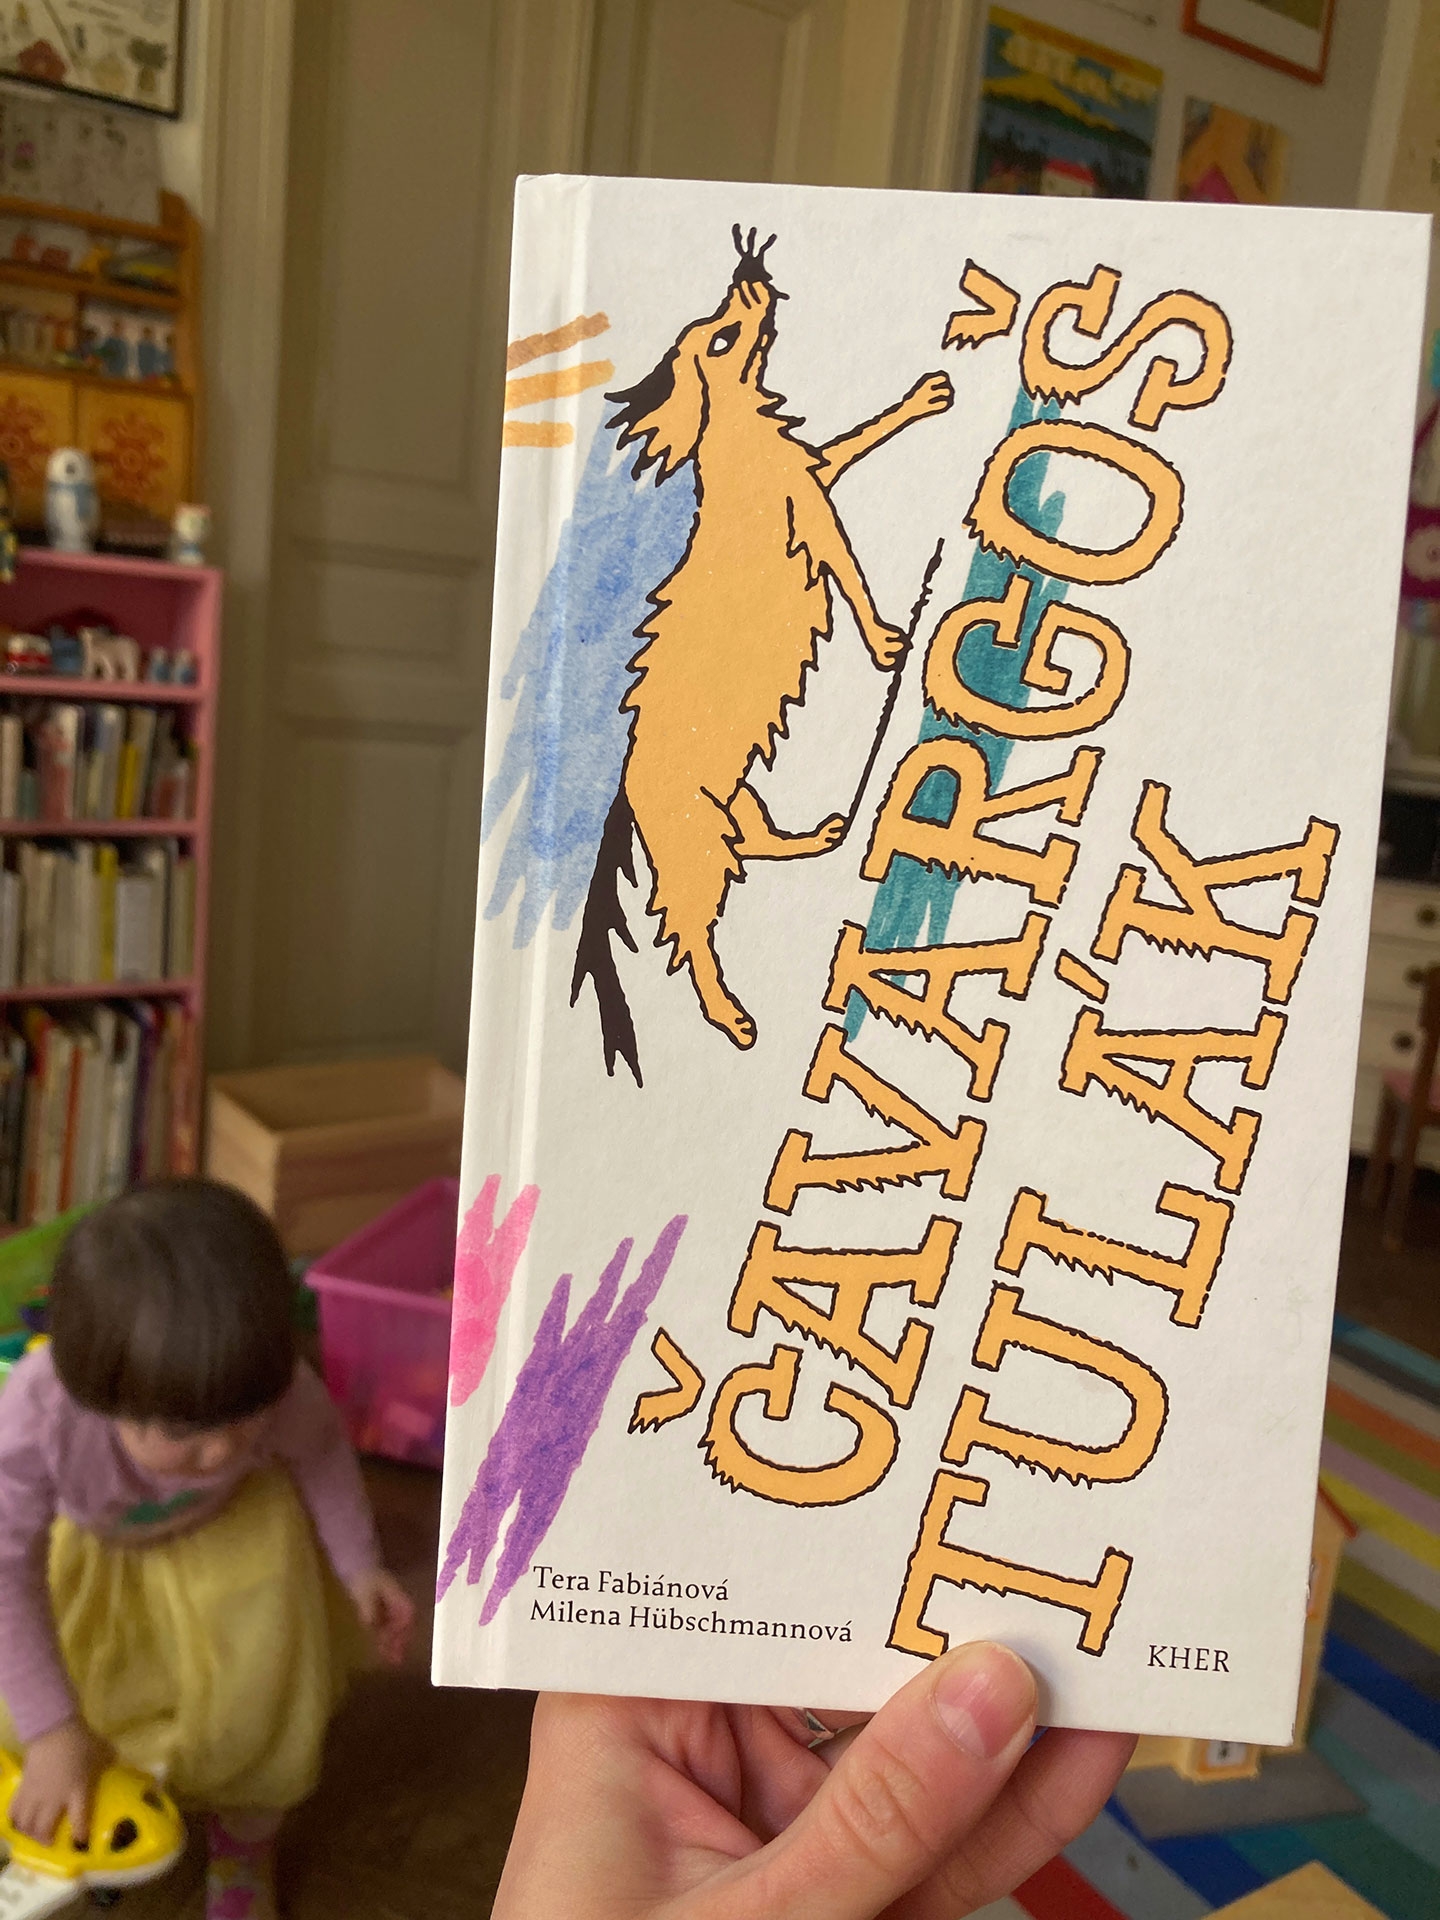 ČAVARGOŠ
TULÁK
Tera Fabiánová
Milena Hübschmannová
KHER